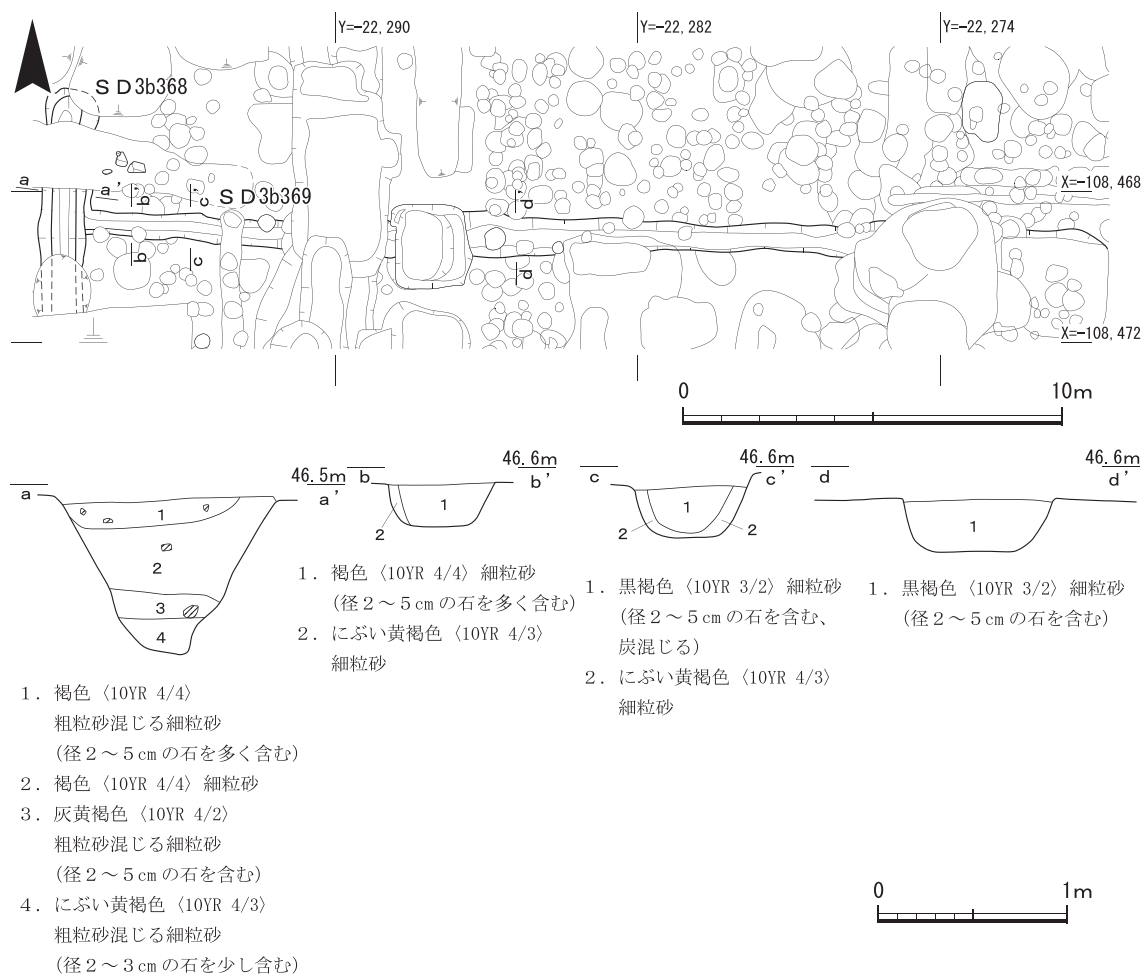 Y=-22,290
Y=-22,282
Y=-22,274
ＳＤ3b368
a
a'
b'
c'
ＳＤ3b369
d'
X=-108,468
b
c
d
X=-108,472
0 10m
a 46.5m a'
1
2
3
4
b 46.6m b'
1
2
c 46.6m c'
1
2 2
d 46.6m d'
1
１．褐色〈10YR 4/4〉
粗粒砂混じる細粒砂
（径２～５cmの石を多く含む）
２．褐色〈10YR 4/4〉細粒砂
３．灰黄褐色〈10YR 4/2〉
粗粒砂混じる細粒砂
（径２～５cmの石を含む）
４．にぶい黄褐色〈10YR 4/3〉
粗粒砂混じる細粒砂
（径２～３cmの石を少し含む）
１．褐色〈10YR 4/4〉細粒砂
（径２～５cmの石を多く含む）
２．にぶい黄褐色〈10YR 4/3〉
細粒砂
１．黒褐色〈10YR 3/2〉細粒砂
（径２～５cmの石を含む、
炭混じる）
２．にぶい黄褐色〈10YR 4/3〉
細粒砂
１．黒褐色〈10YR 3/2〉細粒砂
（径２～５cmの石を含む）
0 1m